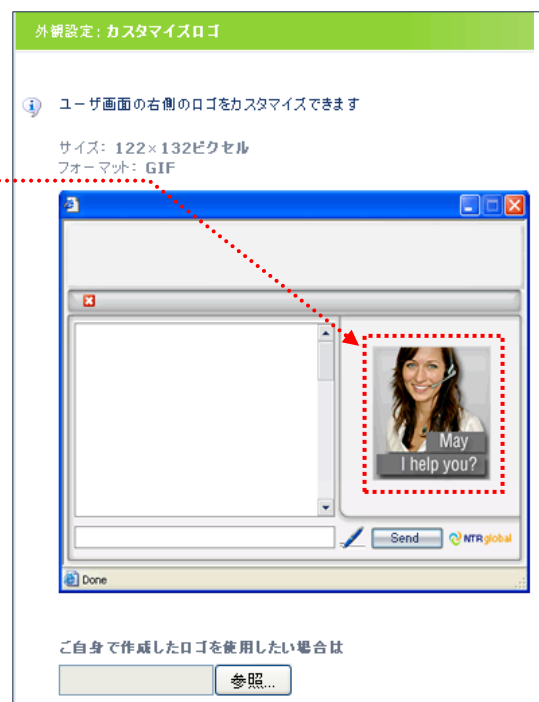 外観設定: カスタマイズロゴ
ユーザ画面の右側のロゴをカスタマイズできます
サイズ: 122×132ピクセル
フォーマット: GIF
May
I help you?
Send
NTRglobal
Done
ご自身で作成したロゴを使用したい場合は
参照...